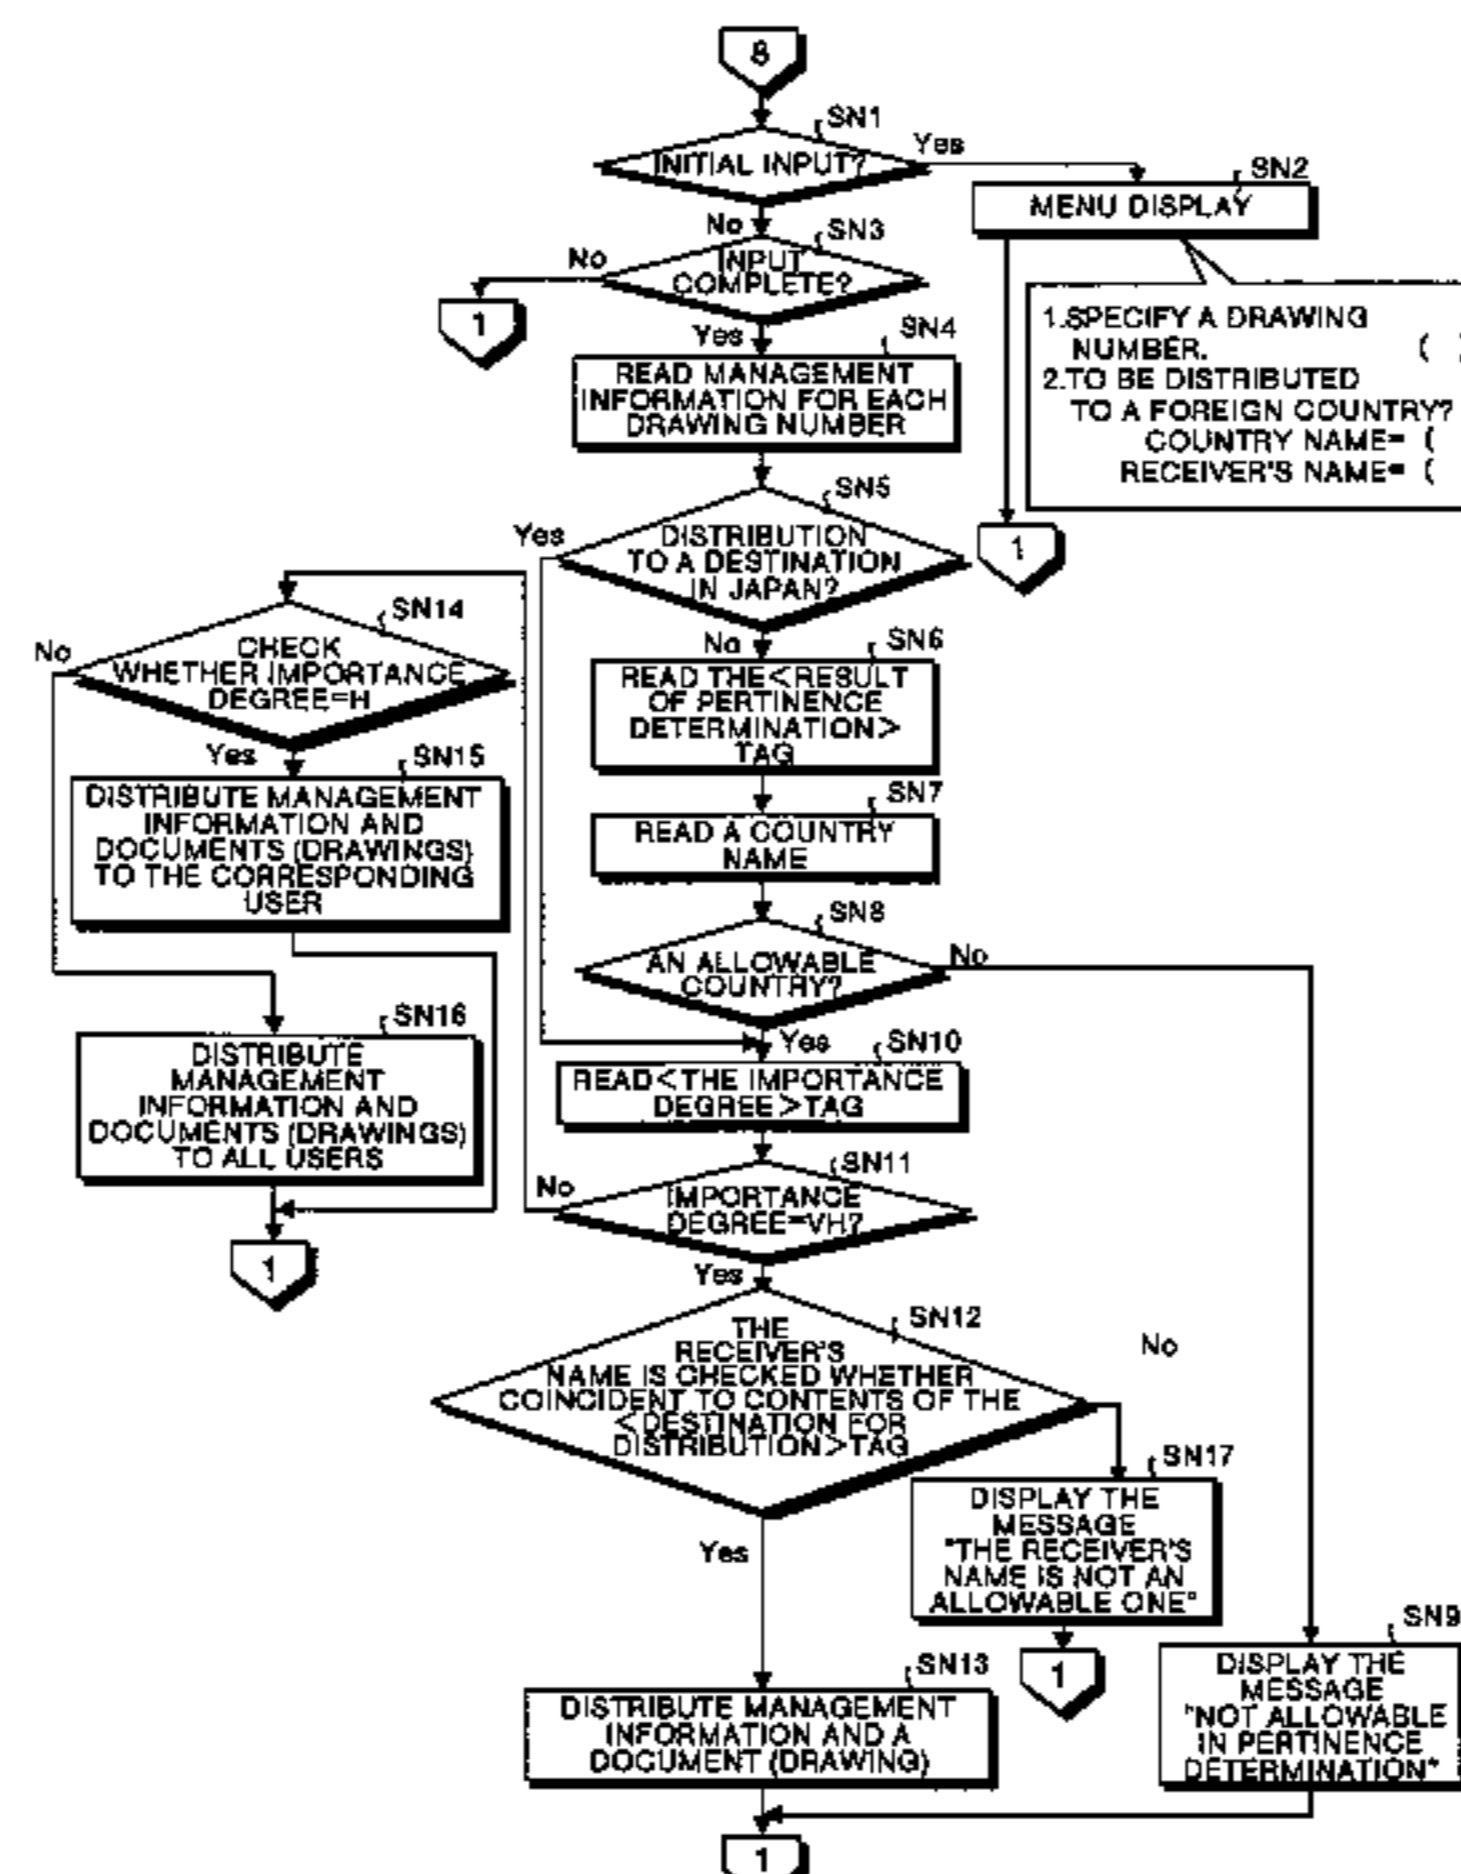 8
SN1
INITIAL INPUT?
Yes
SN2
MENU DISPLAY
No
SN3
INPUT
COMPLETE?
No
1
Yes
SN4
READ MANAGEMENT
INFORMATION FOR EACH
DRAWING NUMBER
1.SPECIFY A DRAWING
NUMBER. (
2.TO BE DISTRIBUTED
TO A FOREIGN COUNTRY?
COUNTRY NAME= (
RECEIVER'S NAME= (
1
SN5
DISTRIBUTION
TO A DESTINATION
IN JAPAN?
Yes
No
SN6
READ THE<RESULT
OF PERTINENCE
DETERMINATION>
TAG
SN7
READ A COUNTRY
NAME
SN8
AN ALLOWABLE
COUNTRY?
No
Yes
SN10
READ<THE IMPORTANCE
DEGREE>TAG
SN11
IMPORTANCE
DEGREE=VH?
No
Yes
SN14
CHECK
WHETHER IMPORTANCE
DEGREE=H
No
Yes
SN15
DISTRIBUTE MANAGEMENT
INFORMATION AND
DOCUMENTS (DRAWINGS)
TO THE CORRESPONDING
USER
SN16
DISTRIBUTE
MANAGEMENT
INFORMATION AND
DOCUMENTS (DRAWINGS)
TO ALL USERS
1
SN12
THE
RECEIVER'S
NAME IS CHECKED WHETHER
COINCIDENT TO CONTENTS OF THE
<DESTINATION FOR
DISTRIBUTION>TAG
No
Yes
SN17
DISPLAY THE
MESSAGE
"THE RECEIVER'S
NAME IS NOT AN
ALLOWABLE ONE"
1
SN9
DISPLAY THE
MESSAGE
"NOT ALLOWABLE
IN PERTINENCE
DETERMINATION"
SN13
DISTRIBUTE MANAGEMENT
INFORMATION AND A
DOCUMENT (DRAWING)
1